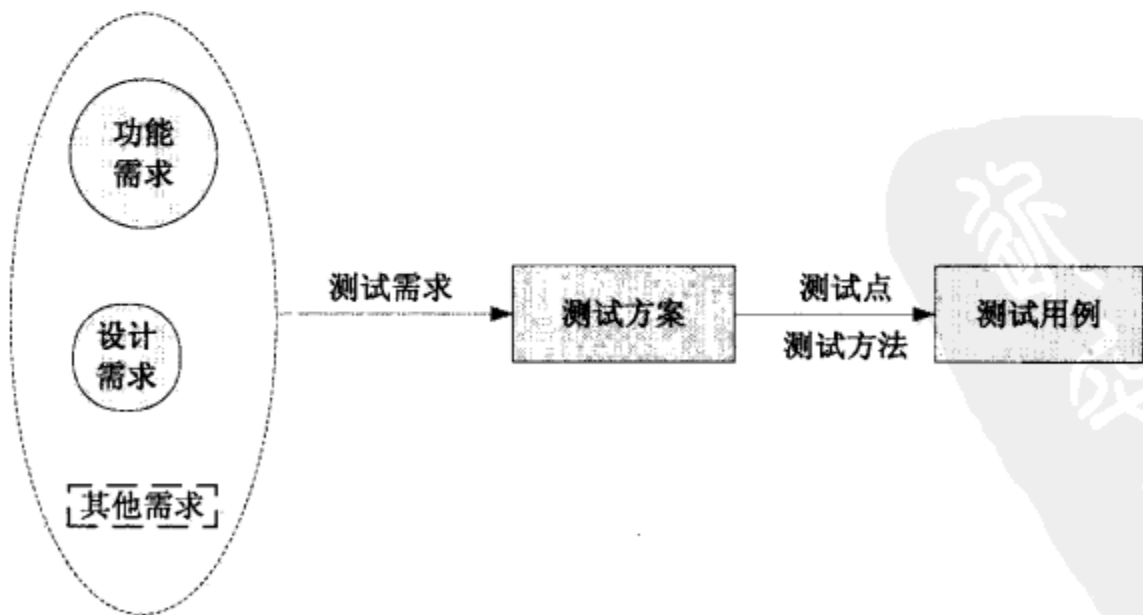 功能
需求
设计
需求
其他需求
测试需求
测试方案
测试点
测试方法
测试用例